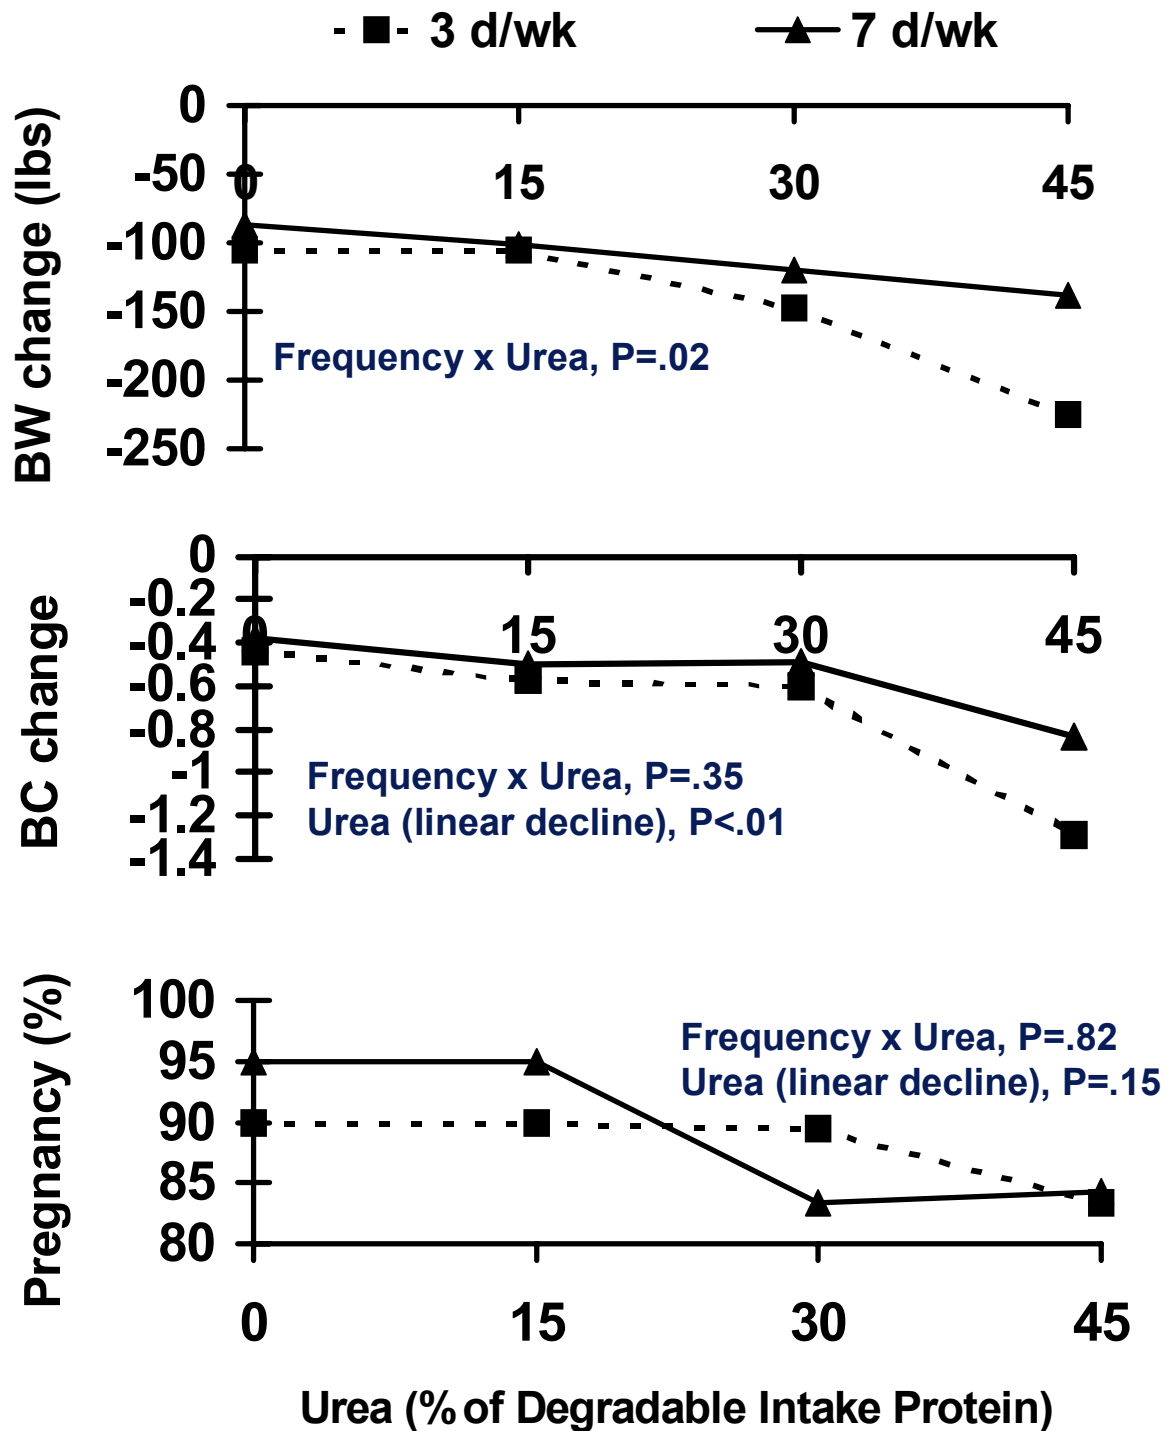 3 d/wk 7 d/wk
BW change (lbs)
0
-50
-100
-150
-200
-250
0 15 30 45
Frequency x Urea, P=.02
BC change
0
-0.2
-0.4
-0.6
-0.8
-1
-1.2
-1.4
0 15 30 45
Frequency x Urea, P=.35
Urea (linear decline), P<.01
Pregnancy (%)
100
95
90
85
80
Frequency x Urea, P=.82
Urea (linear decline), P=.15
0 15 30 45
Urea (% of Degradable Intake Protein)